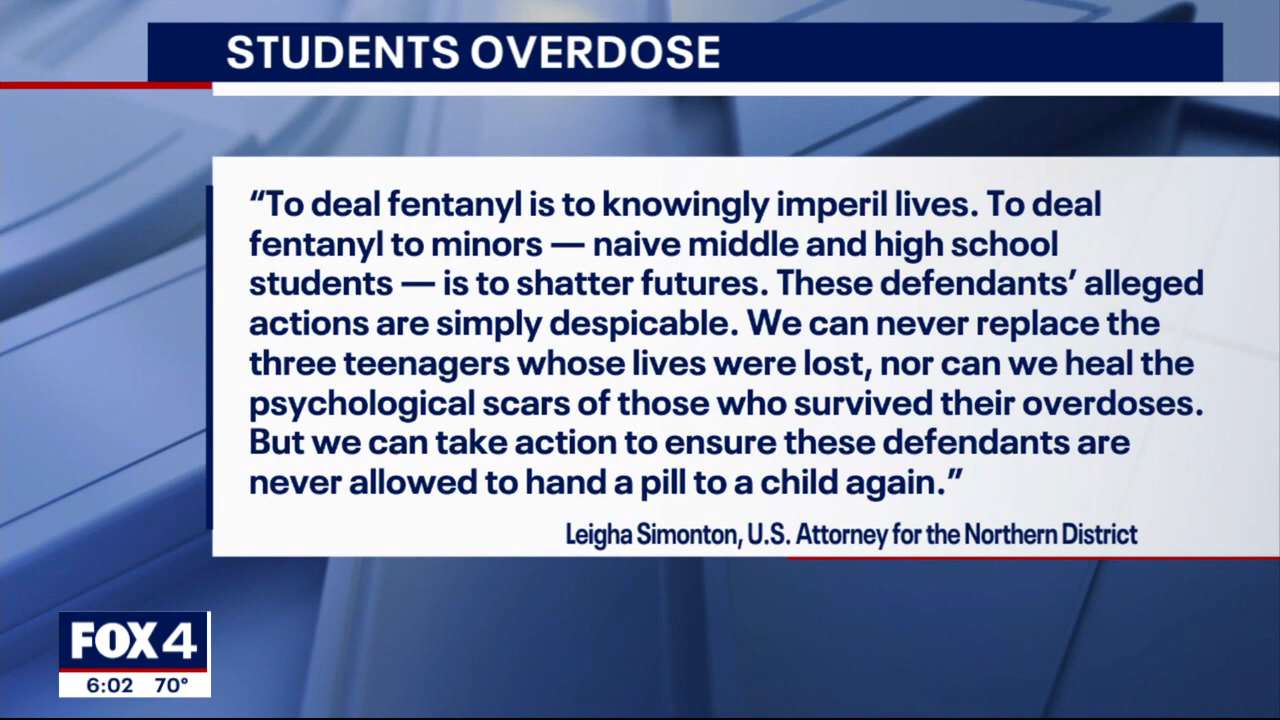 STUDENTS OVERDOSE
“To deal fentanyl is to knowingly imperil lives. To deal
fentanyl to minors — naive middle and high school
students — is to shatter futures. These defendants’ alleged
actions are simply despicable. We can never replace the
three teenagers whose lives were lost, nor can we heal the
psychological scars of those who survived their overdoses.
But we can take action to ensure these defendants are
never allowed to hand a pill to a child again.”
Leigha Simonton, U.S. Attorney for the Northern District
FOX 4
6:02 70°